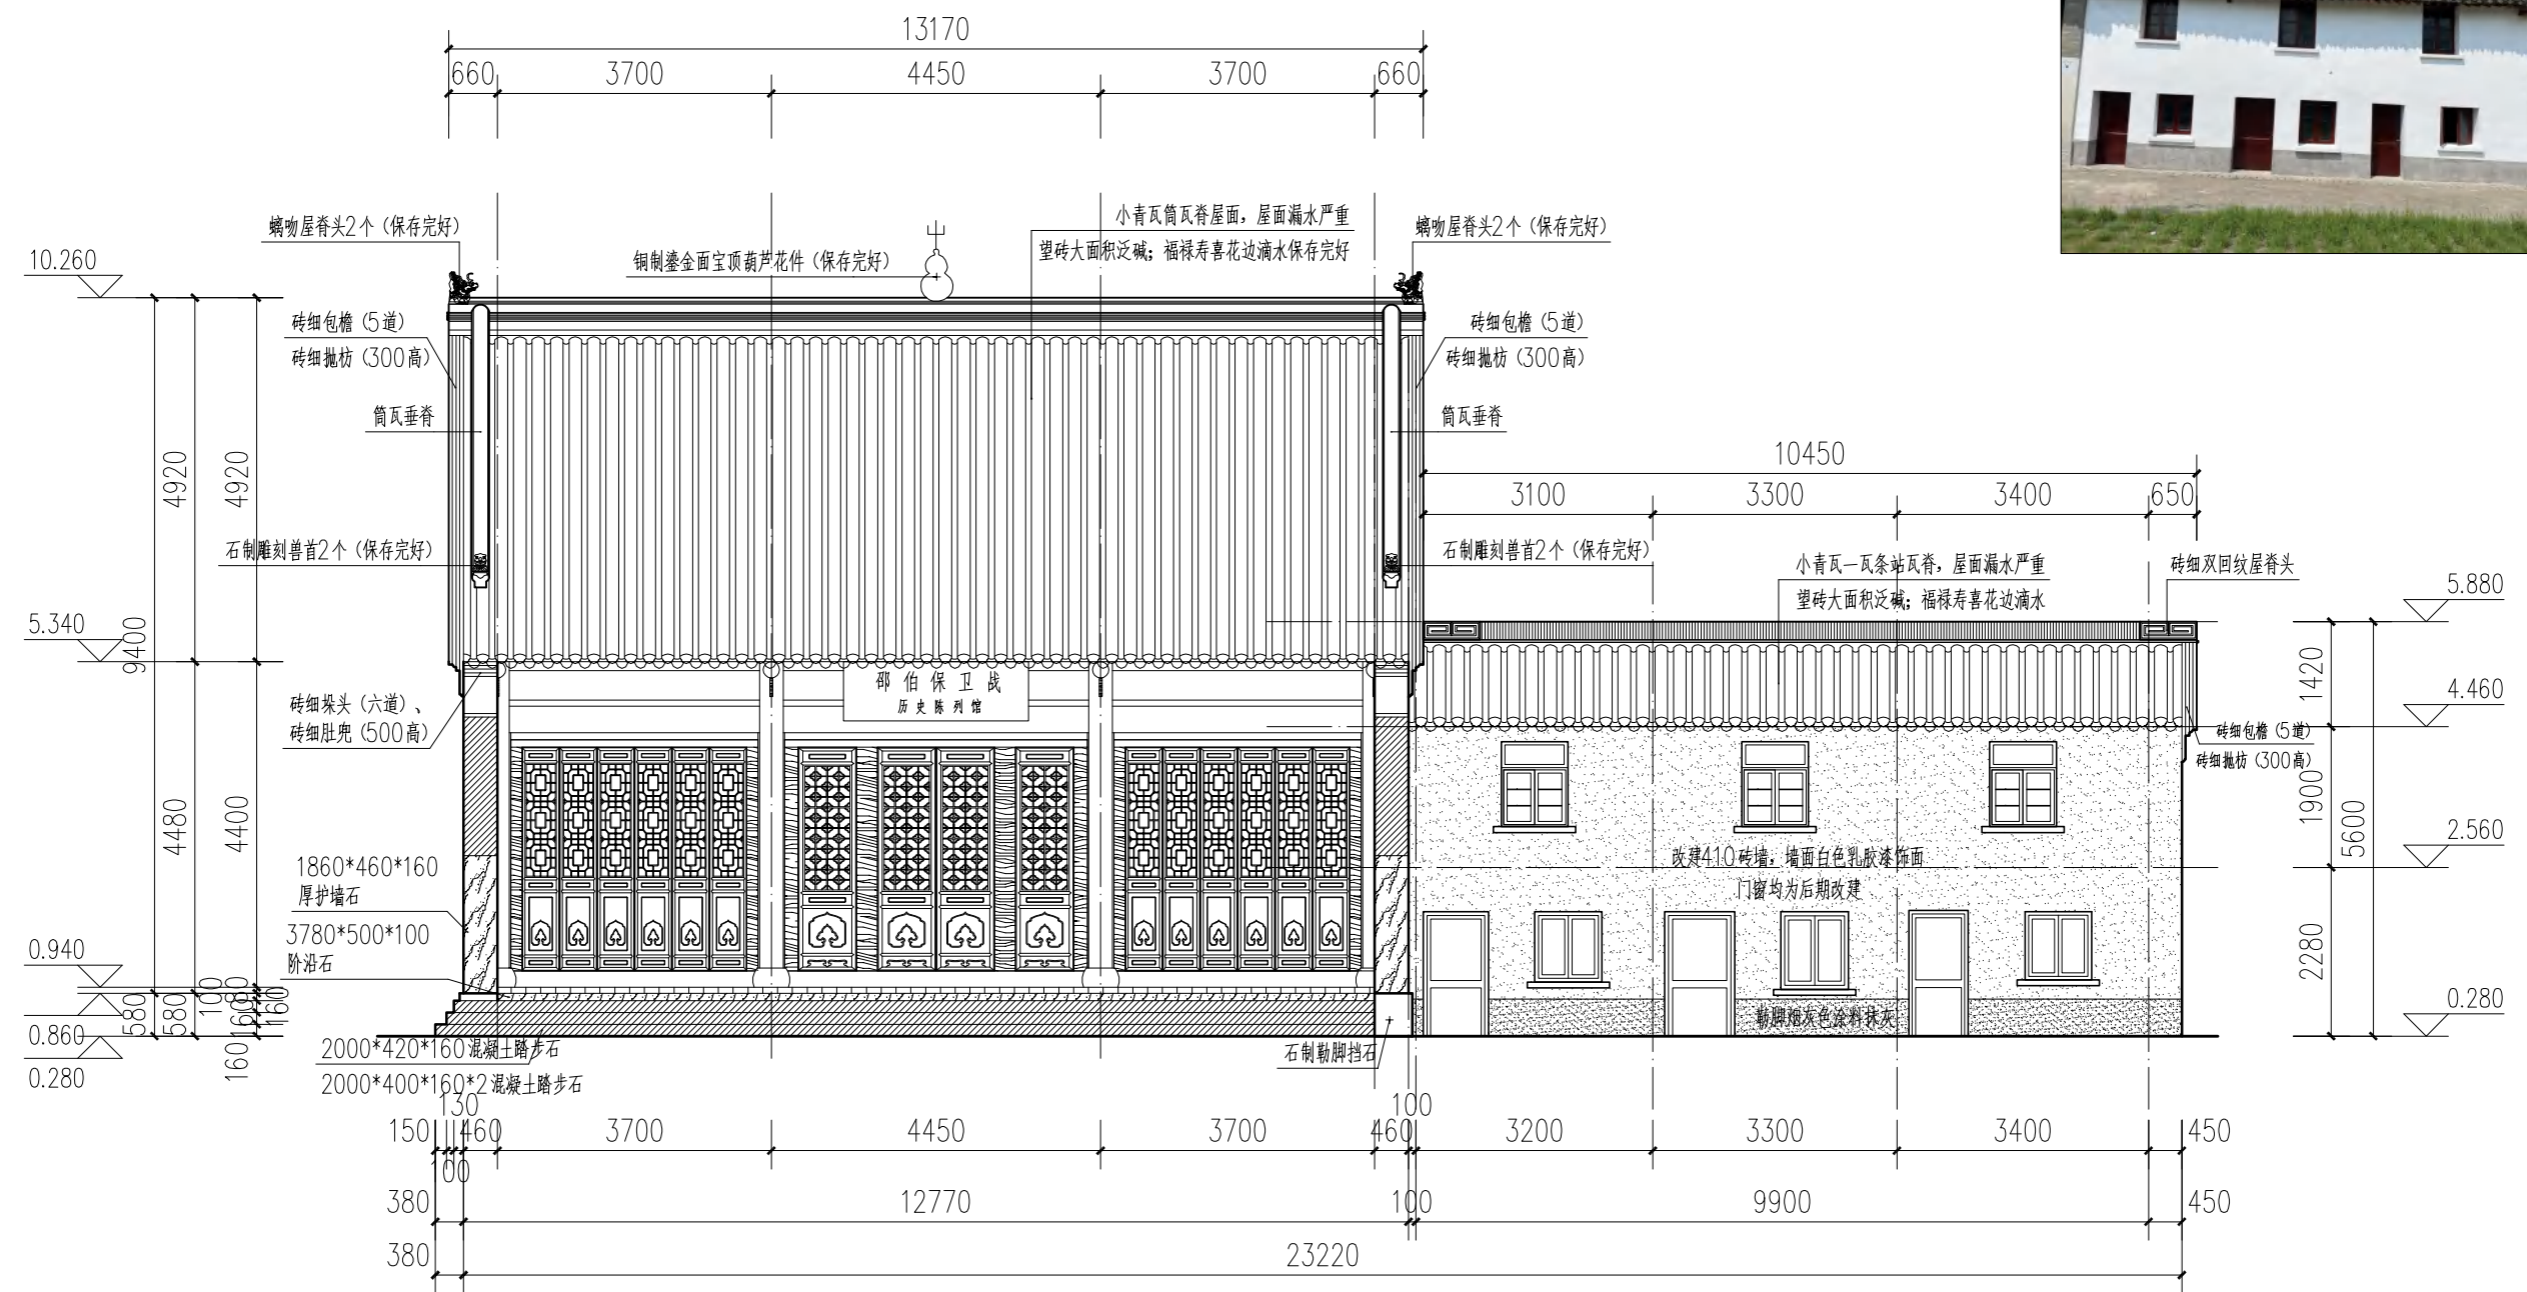 13170
660 3700 4450 3700 660
螭吻屋脊头2个（保存完好）
铜制鎏金面宝顶葫芦花件（保存完好）
小青瓦筒瓦脊屋面，屋面漏水严重
望砖大面积泛碱；福禄寿喜花边滴水保存完好
螭吻屋脊头2个（保存完好）
10.260
砖细包檐（5道）
砖细抛枋（300高）
砖细包檐（5道）
砖细抛枋（300高）
筒瓦垂脊
筒瓦垂脊
4920
4920
10450
3100 3300 3400 650
石制雕刻兽首2个（保存完好）
石制雕刻兽首2个（保存完好）
小青瓦一瓦条站瓦脊，屋面漏水严重
望砖大面积泛碱；福禄寿喜花边滴水
砖细双回纹屋脊头
5.880
5.340
9400
邵伯保卫战
历史陈列馆
1420
4.460
砖细垛头（六道）、
砖细肚兜（500高）
砖细包檐（5道）
砖细抛枋（300高）
4480
4400
1900
5600
2.560
1860*460*160
厚护墙石
改建410砖墙，墙面白色乳胶漆饰面
门窗均为后期改建
3780*500*100
阶沿石
2280
0.940
580
580
100
80
160
160
160
0.860
0.280
0.280
勒脚烟灰色涂料抹灰
2000*420*160混凝土踏步石
2000*400*160*2混凝土踏步石
石制勒脚挡石
130 100
150 460 3700 4450 3700 460 3200 3300 3400 450
100
380 12770 100 9900 450
380 23220